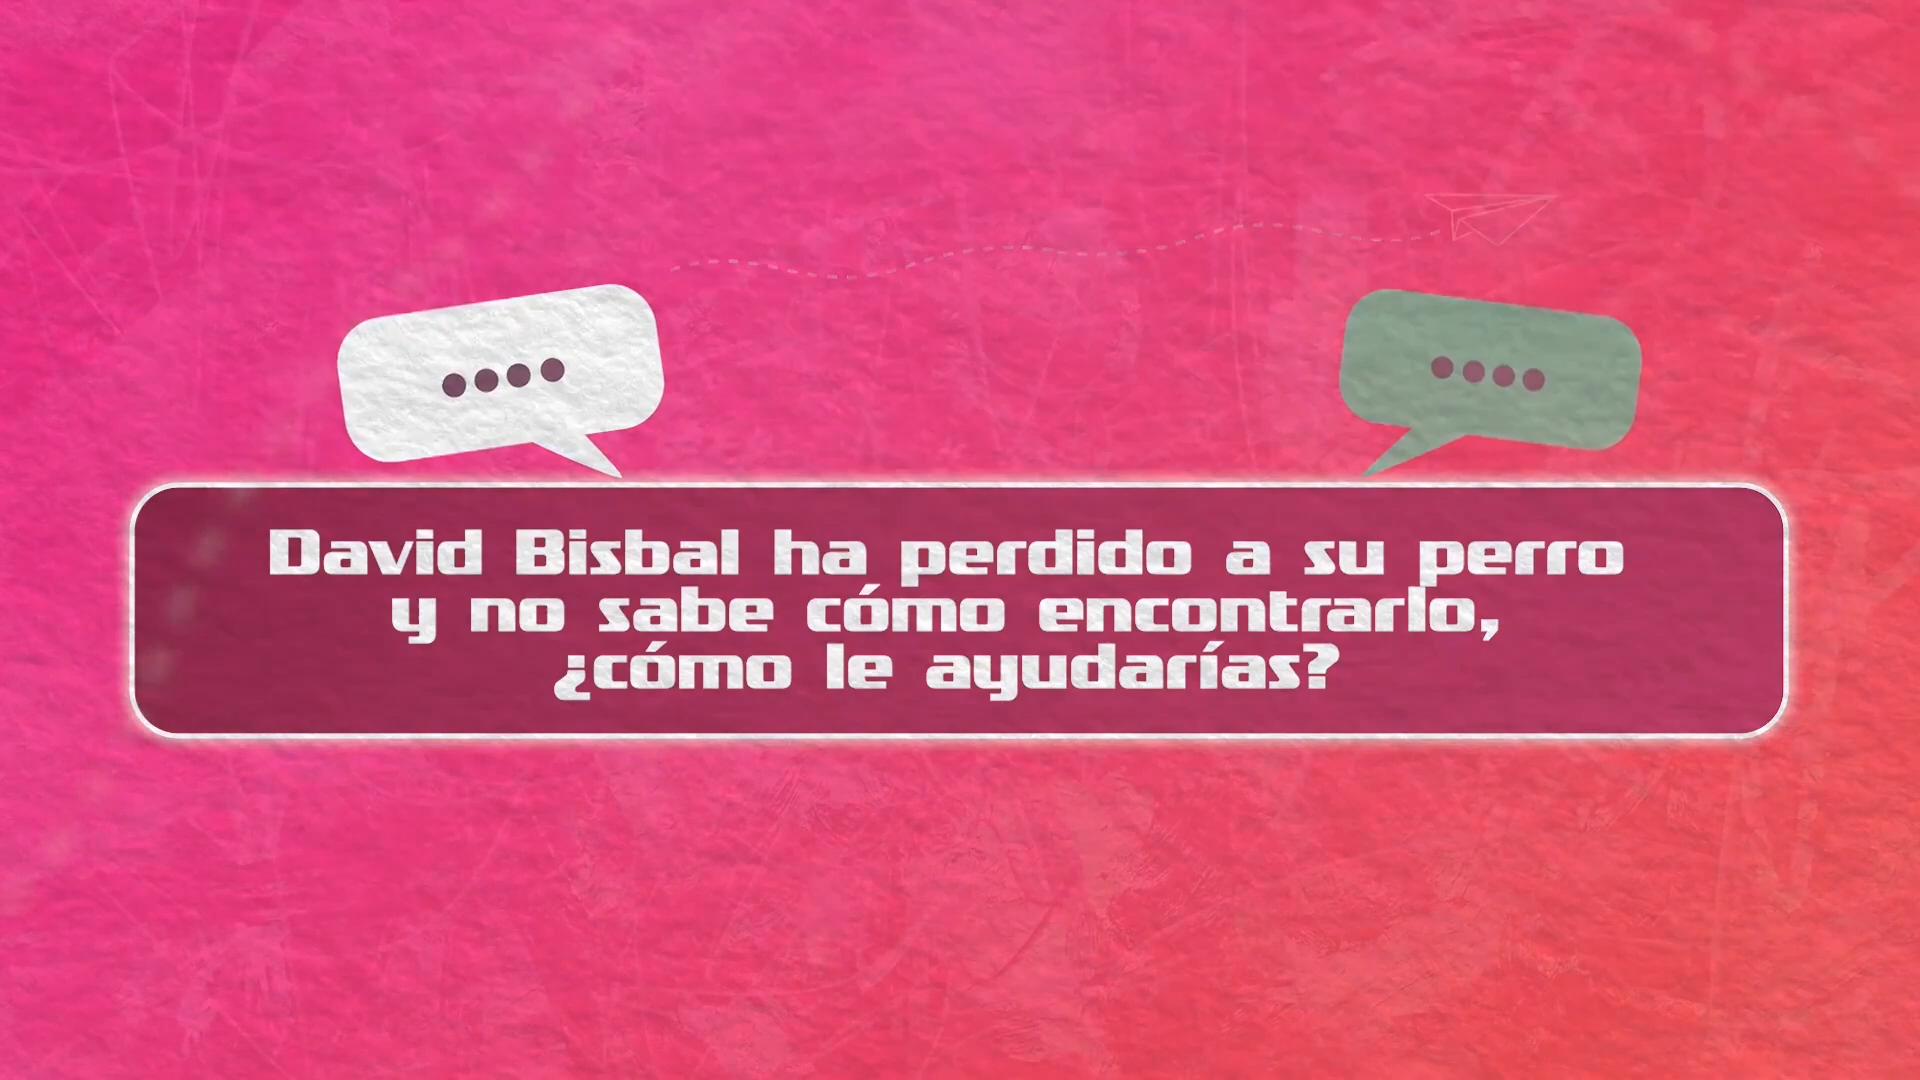 David Bisbal ha perdido a su perro
y no sabe cómo encontrarlo,
¿cómo le ayudarías?